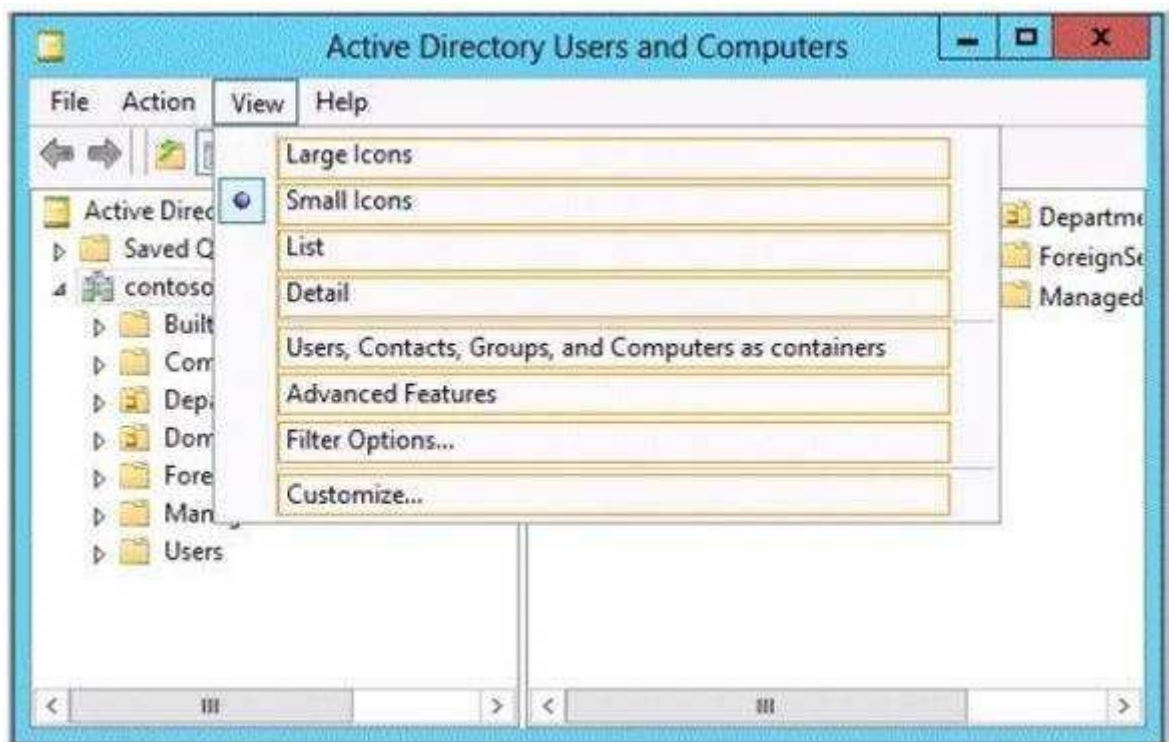 Active Directory Users and Computers
File Action View Help
Large Icons
Small Icons
List
Detail
Users, Contacts, Groups, and Computers as containers
Advanced Features
Filter Options...
Customize...
Active Direc
Saved Q
contoso
Built
Com
Depa
Dom
Fore
Man
Users
Departme
ForeignSe
Managed